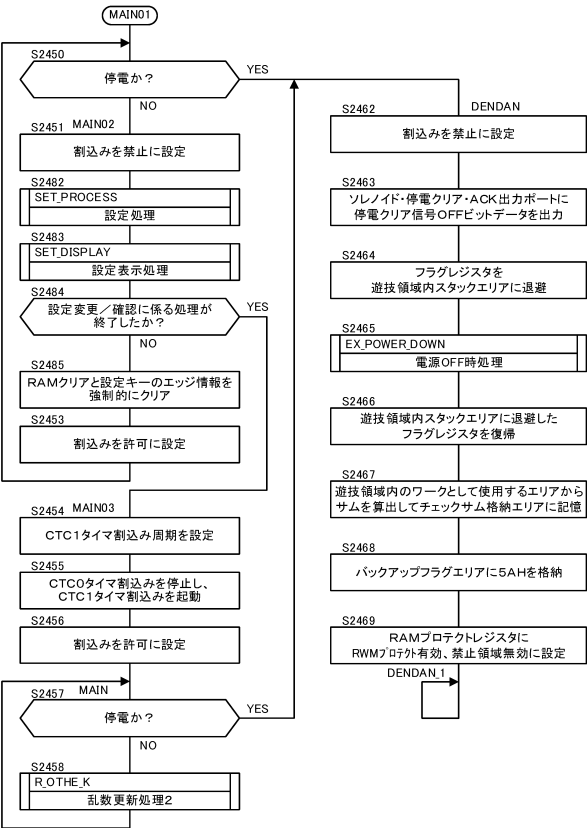 MAIN01
S2450
停電か？
YES
NO
S2451 MAIN02
割込みを禁止に設定
S2482
SET_PROCESS
設定処理
S2483
SET_DISPLAY
設定表示処理
S2484
設定変更／確認に係る処理が
終了したか？
YES
NO
S2485
RAMクリアと設定キーのエッジ情報を
強制的にクリア
S2453
割込みを許可に設定
S2454 MAIN03
CTC1タイマ割込み周期を設定
S2455
CTC0タイマ割込みを停止し、
CTC1タイマ割込みを起動
S2456
割込みを許可に設定
S2457 MAIN
停電か？
YES
NO
S2458
R_OTHE_K
乱数更新処理2
S2462 DENDAN
割込みを禁止に設定
S2463
ソレノイド・停電クリア・ACK出力ポートに
停電クリア信号OFFビットデータを出力
S2464
フラグレジスタを
遊技領域内スタックエリアに退避
S2465
EX_POWER_DOWN
電源OFF時処理
S2466
遊技領域内スタックエリアに退避した
フラグレジスタを復帰
S2467
遊技領域内のワークとして使用するエリアから
サムを算出してチェックサム格納エリアに記憶
S2468
バックアップフラグエリアに5AHを格納
S2469
RAMプロテクトレジスタに
RWMプロテクト有効、禁止領域無効に設定
DENDAN_1